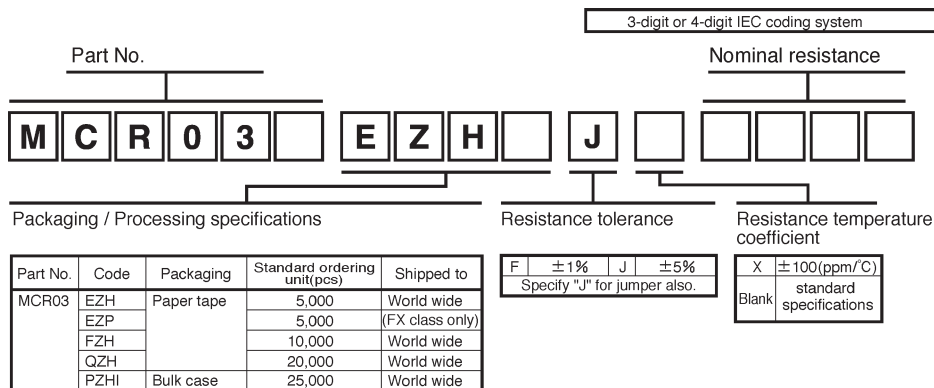 3-digit or 4-digit IEC coding system
Part No.
Nominal resistance
M C R 0 3 E Z H J
Packaging / Processing specifications
Resistance tolerance
Resistance temperature
coefficient
Part No. Code Packaging Standard ordering unit(pcs) Shipped to
MCR03 EZH Paper tape 5,000 World wide
EZP 5,000 (FX class only)
FZH 10,000 World wide
QZH 20,000 World wide
PZHI Bulk case 25,000 World wide
F ±1% J ±5%
Specify "J" for jumper also.
X ±100(ppm/°C)
Blank standard specifications